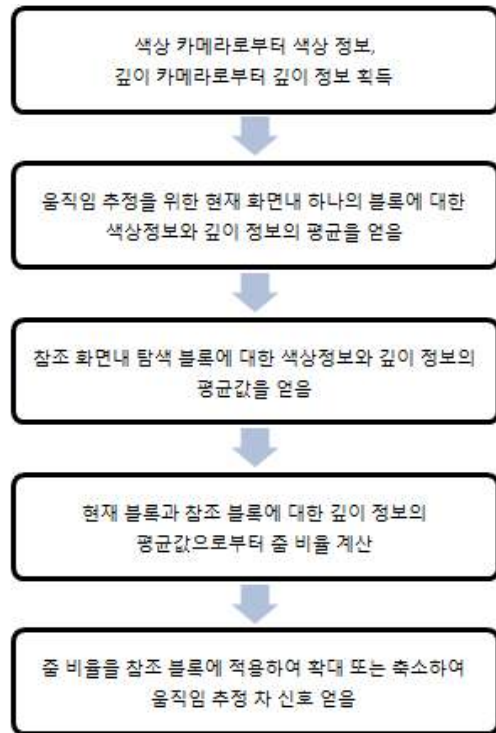 색상 카메라로부터 색상 정보,
깊이 카메라로부터 깊이 정보 획득
움직임 추정을 위한 현재 화면내 하나의 블록에 대한
색상정보와 깊이 정보의 평균을 얻음
참조 화면내 탐색 블록에 대한 색상정보와 깊이 정보의
평균값을 얻음
현재 블록과 참조 블록에 대한 깊이 정보의
평균값으로부터 줌 비율 계산
줌 비율을 참조 블록에 적용하여 확대 또는 축소하여
움직임 추정 차 신호 얻음